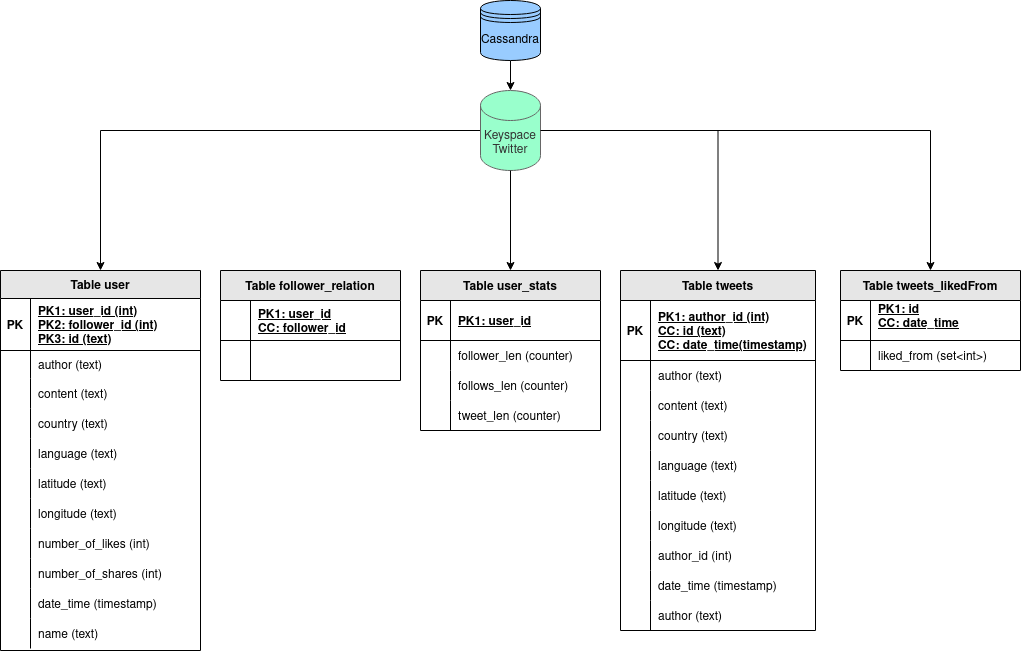 Cassandra
Keyspace
Twitter
Table user
PK
PK1: user_id (int)
PK2: follower_id (int)
PK3: id (text)
author (text)
content (text)
country (text)
language (text)
latitude (text)
longitude (text)
number_of_likes (int)
number_of_shares (int)
date_time (timestamp)
name (text)
Table follower_relation
PK1: user_id
CC: follower_id
Table user_stats
PK
PK1: user_id
follower_len (counter)
follows_len (counter)
tweet_len (counter)
Table tweets
PK
PK1: author_id (int)
CC: id (text)
CC: date_time(timestamp)
author (text)
content (text)
country (text)
language (text)
latitude (text)
longitude (text)
author_id (int)
date_time (timestamp)
author (text)
Table tweets_likedFrom
PK
PK1: id
CC: date_time
liked_from (set<int>)